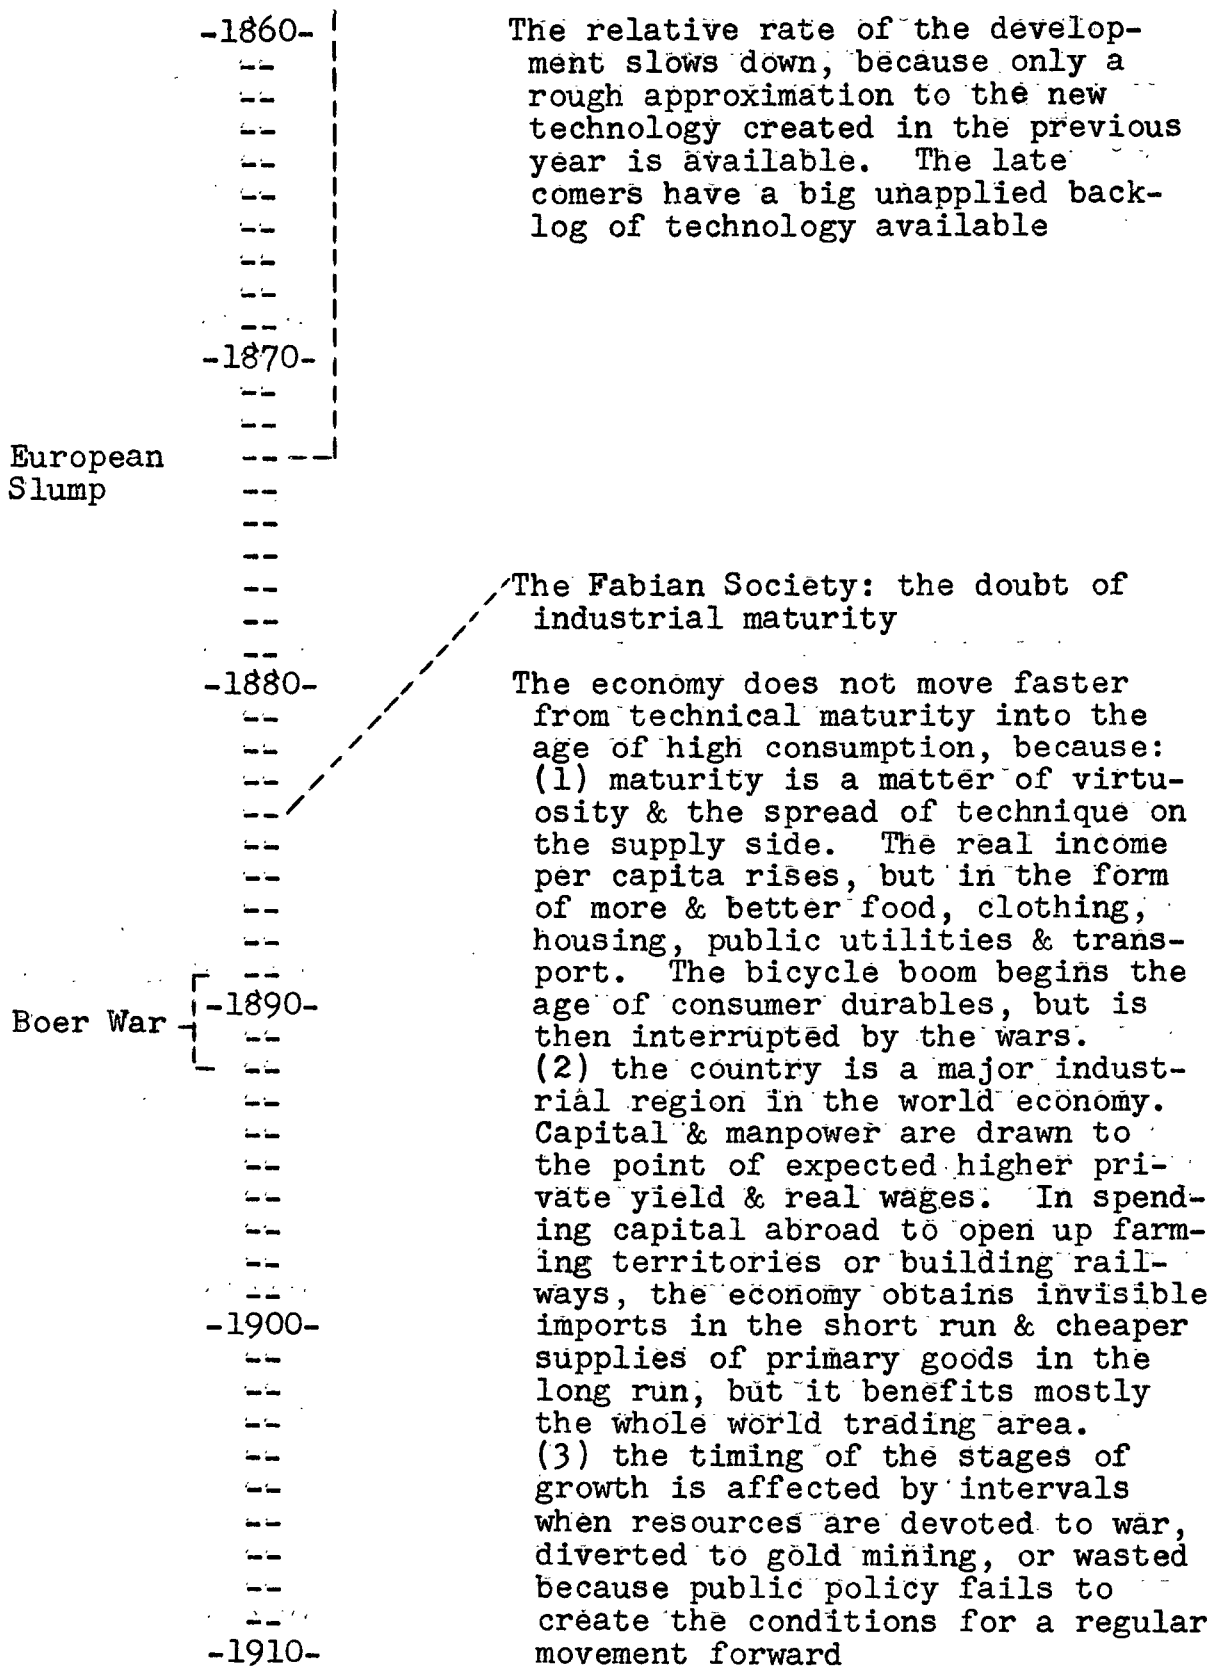 -1860-
The relative rate of the develop-
ment slows down, because only a
rough approximation to the new
technology created in the previous
year is available. The late
comers have a big unapplied back-
log of technology available
-1870-
European
Slump
The Fabian Society: the doubt of
industrial maturity
-1880-
The economy does not move faster
from technical maturity into the
age of high consumption, because:
(1) maturity is a matter of virtu-
osity & the spread of technique on
the supply side. The real income
per capita rises, but in the form
of more & better food, clothing,
housing, public utilities & trans-
port. The bicycle boom begins the
age of consumer durables, but is
then interrupted by the wars.
-1890-
Boer War
(2) the country is a major indust-
rial region in the world economy.
Capital & manpower are drawn to
the point of expected higher pri-
vate yield & real wages. In spend-
ing capital abroad to open up farm-
ing territories or building rail-
ways, the economy obtains invisible
-1900-
imports in the short run & cheaper
supplies of primary goods in the
long run, but it benefits mostly
the whole world trading area.
(3) the timing of the stages of
growth is affected by intervals
when resources are devoted to war,
diverted to gold mining, or wasted
because public policy fails to
create the conditions for a regular
movement forward
-1910-